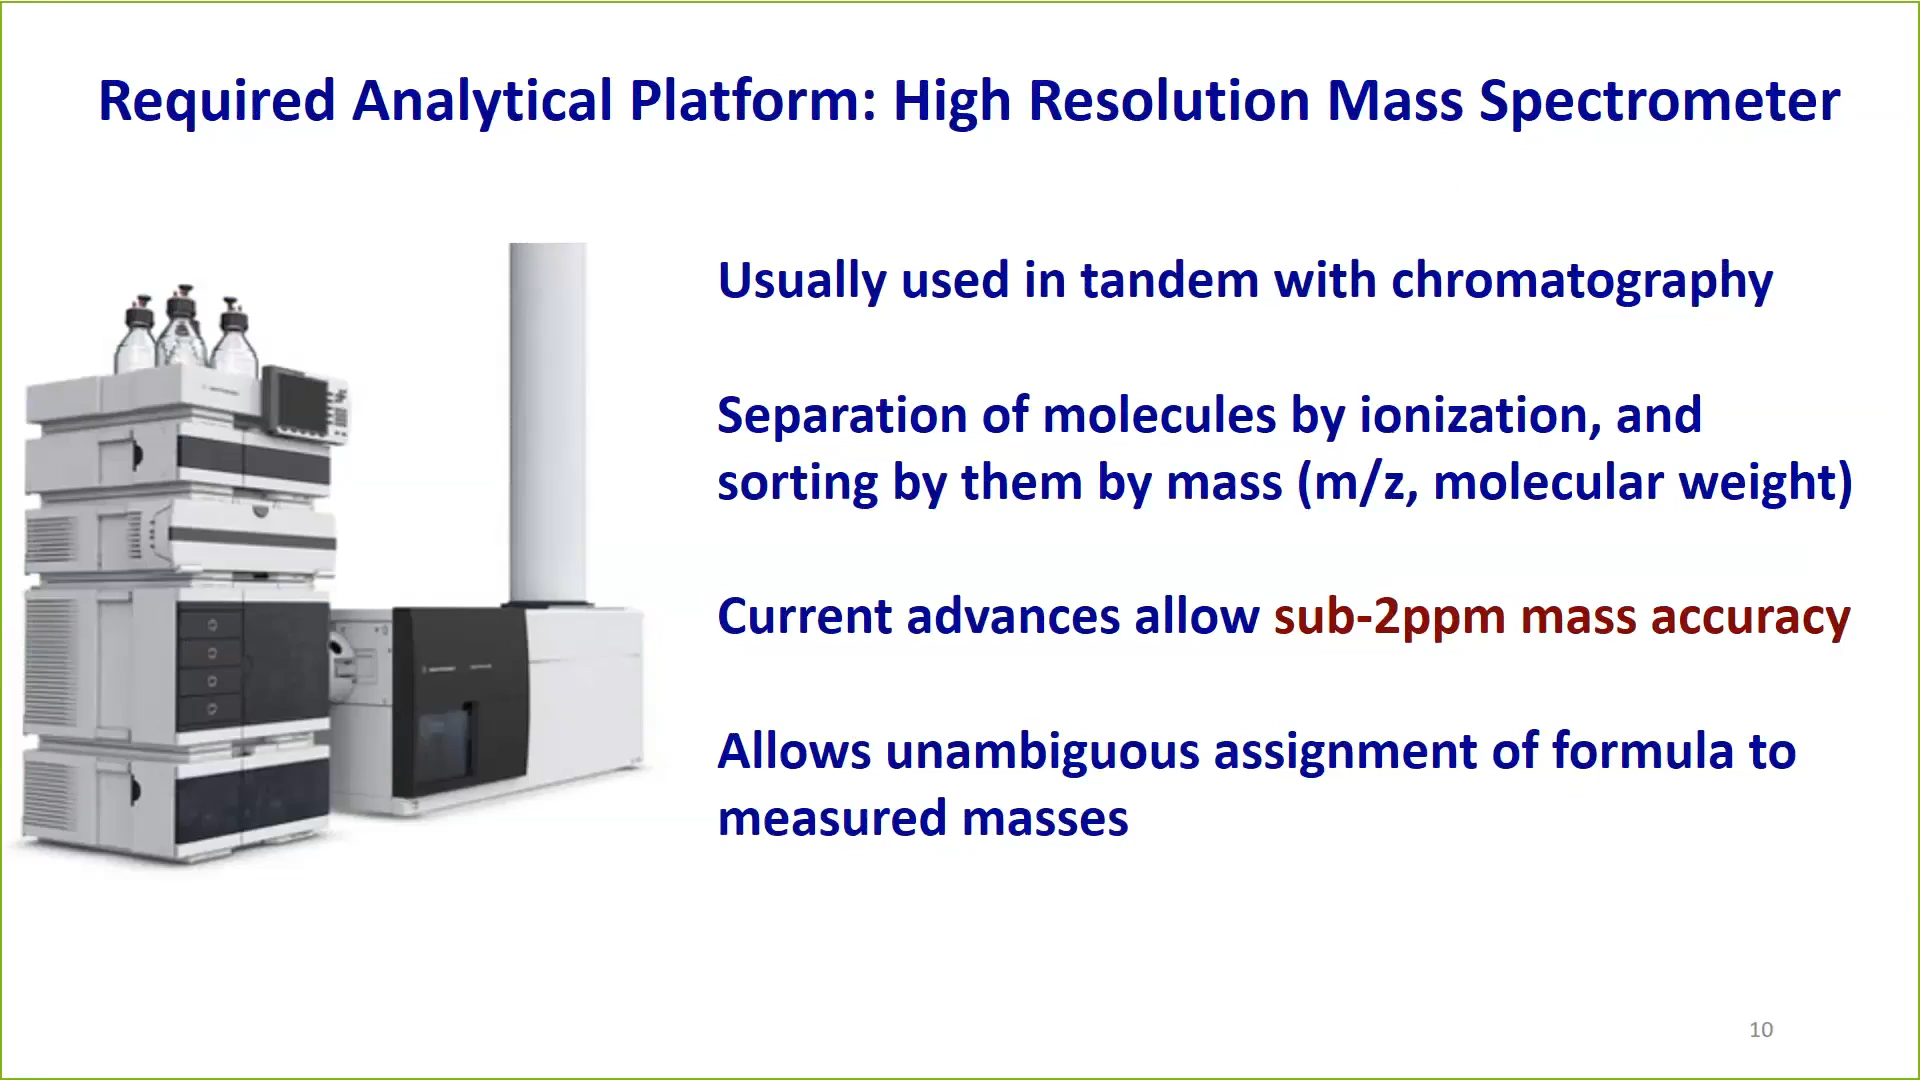 Required Analytical Platform: High Resolution Mass Spectrometer
Usually used in tandem with chromatography
Separation of molecules by ionization, and
sorting by them by mass (m/z, molecular weight)
Current advances allow sub-2ppm mass accuracy
Allows unambiguous assignment of formula to
measured masses
10